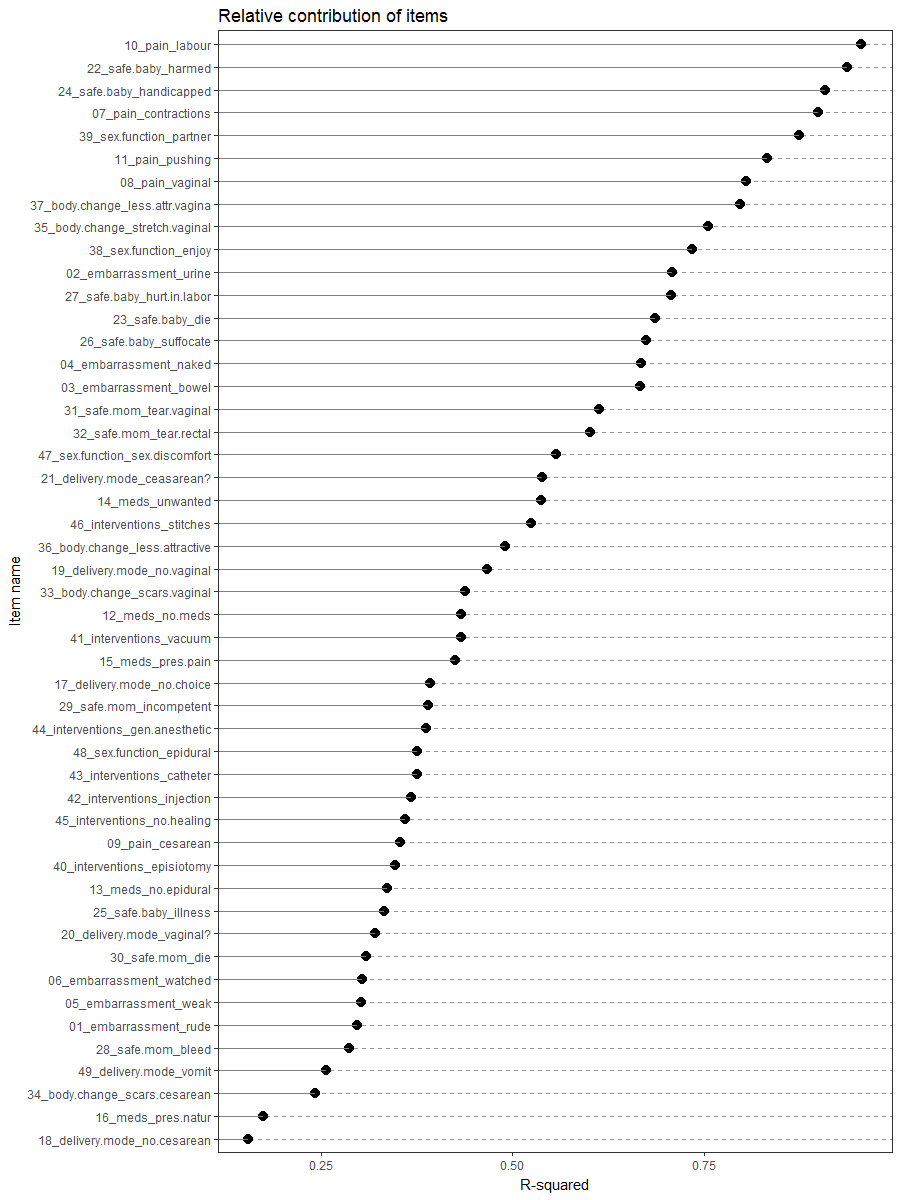 Relative contribution of items
10_pain_labour
22_safe.baby_harmed
24_safe.baby_handicapped
07_pain_contractions
39_sex.function_partner
11_pain_pushing
08_pain_vaginal
37_body.change_less.attr.vagina
35_body.change_stretch.vaginal
38_sex.function_enjoy
02_embarrassment_urine
27_safe.baby_hurt.in.labor
23_safe.baby_die
26_safe.baby_suffocate
04_embarrassment_naked
03_embarrassment_bowel
31_safe.mom_tear.vaginal
32_safe.mom_tear.rectal
47_sex.function_sex.discomfort
21_delivery.mode_ceasarean?
14_meds_unwanted
46_interventions_stitches
36_body.change_less.attractive
19_delivery.mode_no.vaginal
33_body.change_scars.vaginal
12_meds_no.meds
41_interventions_vacuum
15_meds_pres.pain
17_delivery.mode_no.choice
29_safe.mom_incompetent
44_interventions_gen.anesthetic
48_sex.function_epidural
43_interventions_catheter
42_interventions_injection
45_interventions_no.healing
09_pain_cesarean
40_interventions_episiotomy
13_meds_no.epidural
25_safe.baby_illness
20_delivery.mode_vaginal?
30_safe.mom_die
06_embarrassment_watched
05_embarrassment_weak
01_embarrassment_rude
28_safe.mom_bleed
49_delivery.mode_vomit
34_body.change_scars.cesarean
16_meds_pres.natur
18_delivery.mode_no.cesarean
Item name
0.25
0.50
0.75
R-squared